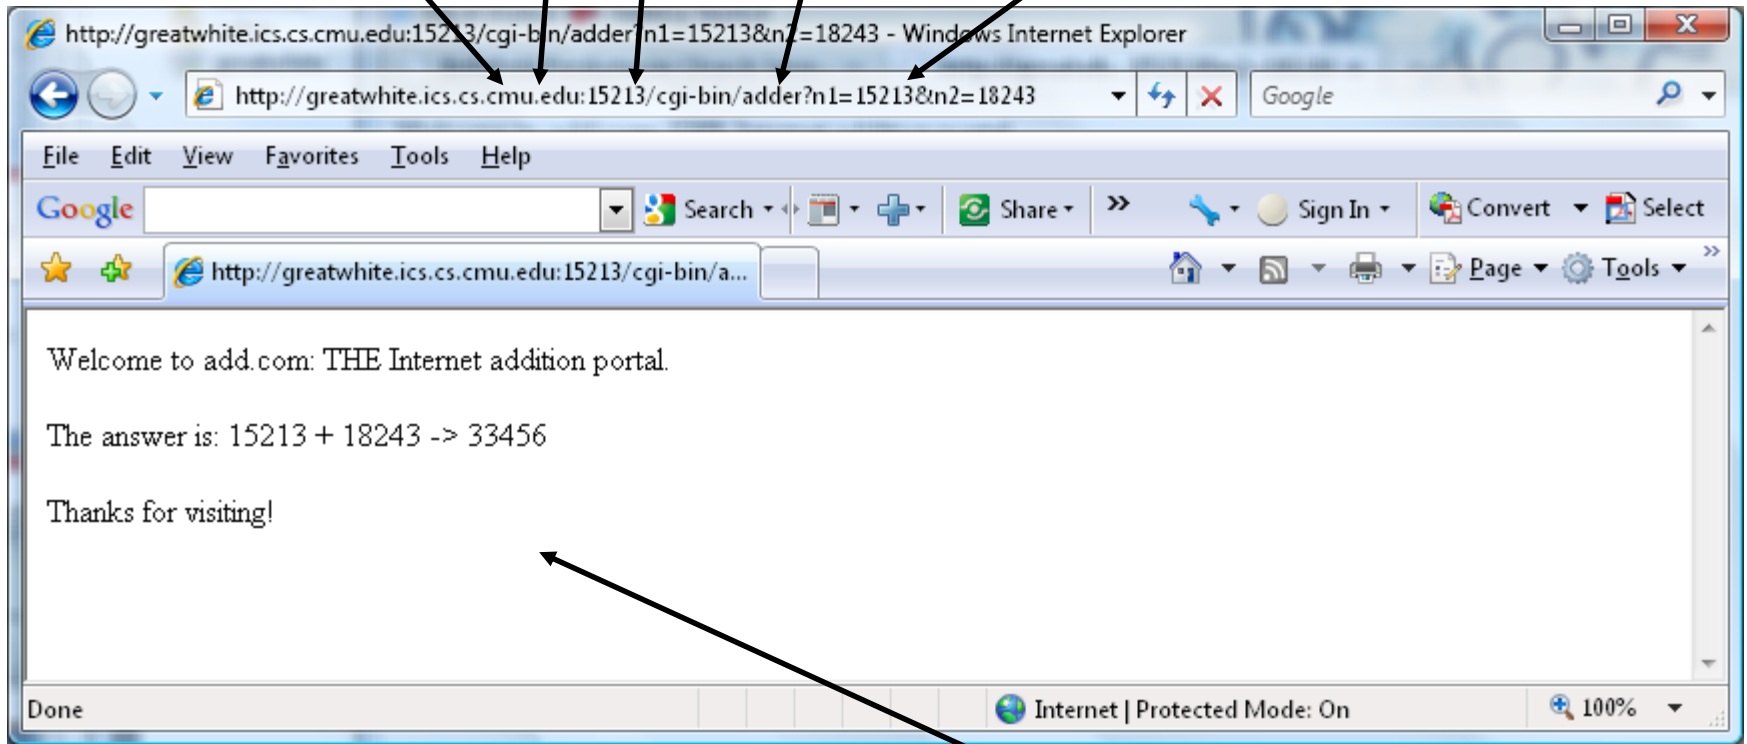 http://greatwhite.ics.cs.cmu.edu:15213/cgi-bin/adder?n1=15213&n2=18243 - Windows Internet Explorer
http://greatwhite.ics.cs.cmu.edu:15213/cgi-bin/adder?n1=15213&n2=18243 Google
File Edit View Favorites Tools Help
Google Search Share >> Sign In Convert Select
http://greatwhite.ics.cs.cmu.edu:15213/cgi-bin/a... Page Tools >>
Welcome to add.com: THE Internet addition portal.
The answer is: 15213 + 18243 -> 33456
Thanks for visiting!
Done Internet | Protected Mode: On 100%